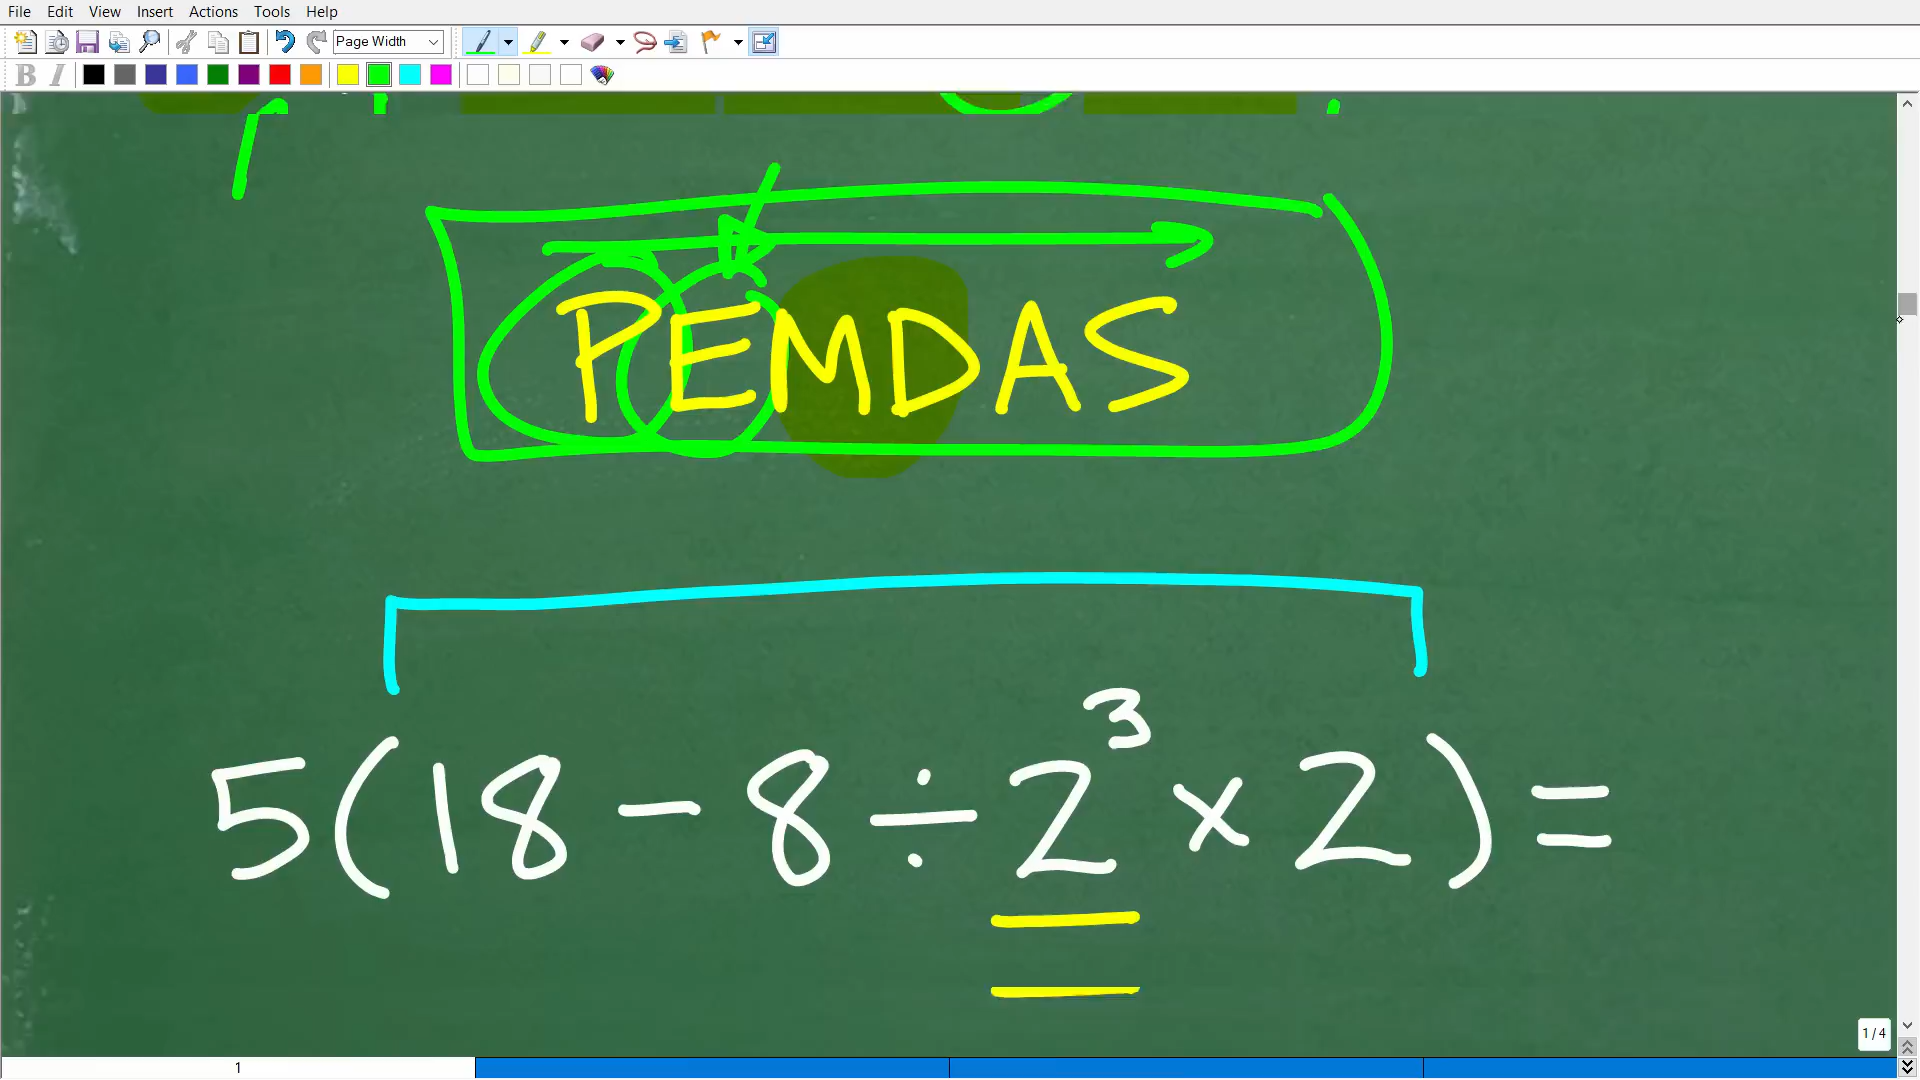 File Edit View Insert Actions Tools Help
Page Width
B I
PEMDAS
5(18-8÷2³×2)=
1/4
1